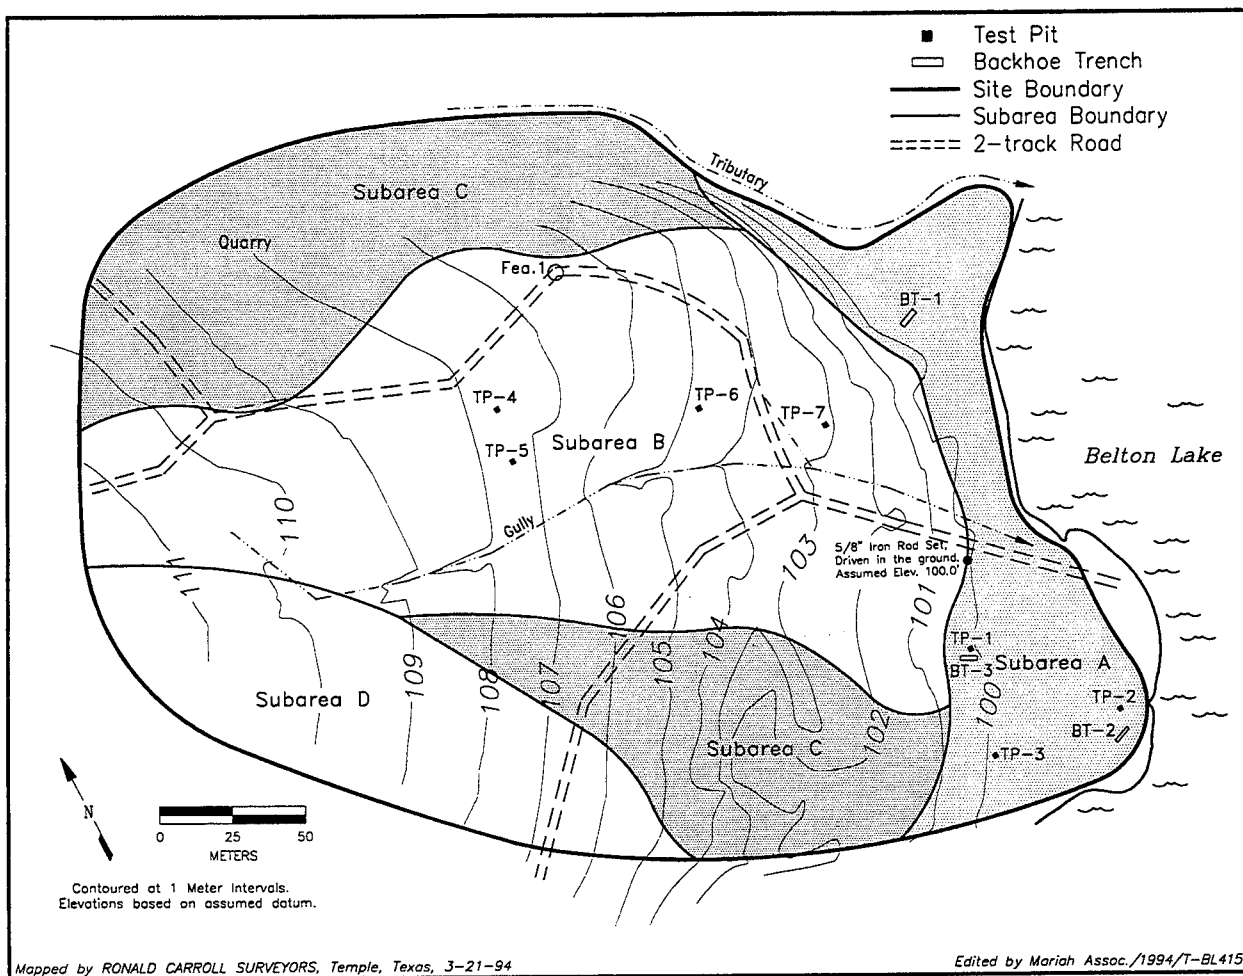 Test Pit
Backhoe Trench
Site Boundary
Subarea Boundary
2-track Road
Tributary
Subarea C
Quarry
Fea.1
BT-1
TP-4
TP-6
TP-7
Subarea B
TP-5
Belton Lake
Gully
110
111
5/8" Iron Rod Set,
Driven in the ground.
Assumed Elev. 100.0'
103
101
106
104
105
109
108
107
102
100
TP-1
BT-3
Subarea A
Subarea D
TP-2
BT-2
Subarea C
TP-3
N
0 25 50
METERS
Contoured at 1 Meter Intervals.
Elevations based on assumed datum.
Mapped by RONALD CARROLL SURVEYORS, Temple, Texas, 3-21-94
Edited by Mariah Assoc./1994/T-BL415